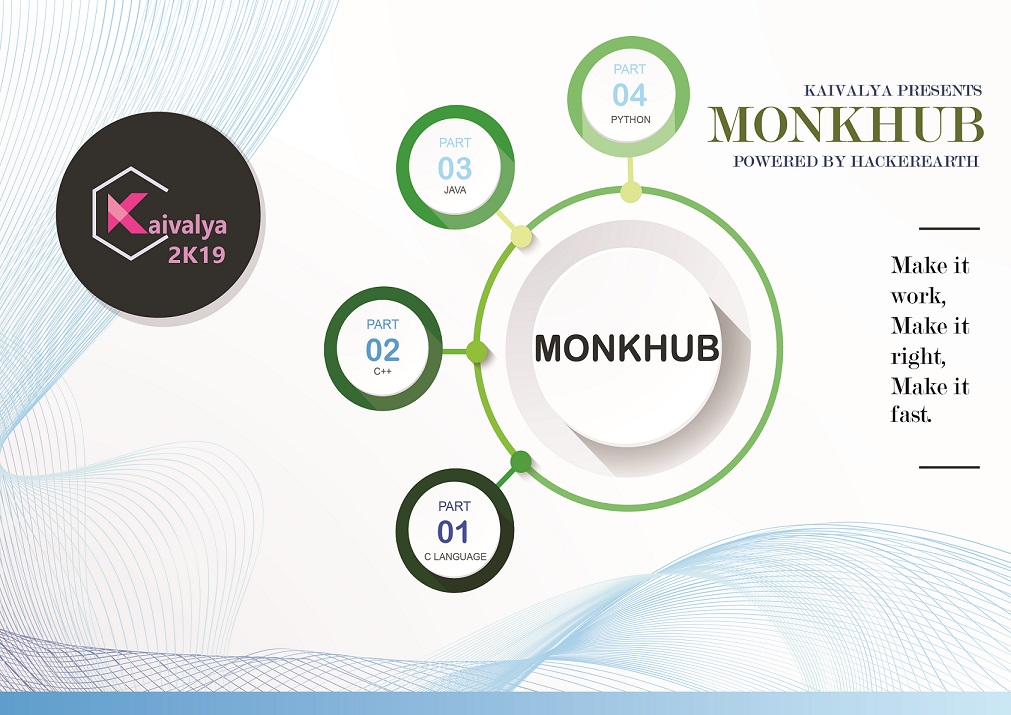 Kaivalya
2K19
PART
04
PYTHON
PART
03
JAVA
PART
02
C++
PART
01
C LANGUAGE
MONKHUB
KAIVALYA PRESENTS
MONKHUB
POWERED BY HACKEREARTH
Make it
work,
Make it
right,
Make it
fast.